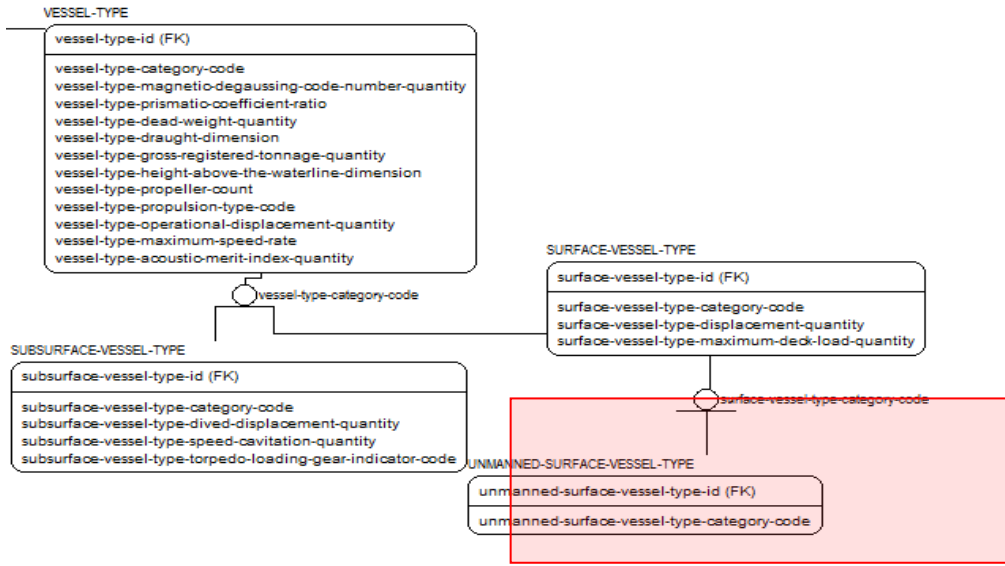 VESSEL-TYPE
vessel-type-id (FK)
vessel-type-category-code
vessel-type-magnetic-degaussing-code-number-quantity
vessel-type-prismatic-coefficient-ratio
vessel-type-dead-weight-quantity
vessel-type-draught-dimension
vessel-type-gross-registered-tonnage-quantity
vessel-type-height-above-the-waterline-dimension
vessel-type-propeller-count
vessel-type-propulsion-type-code
vessel-type-operational-displacement-quantity
vessel-type-maximum-speed-rate
vessel-type-acoustic-merit-index-quantity
vessel-type-category-code
SURFACE-VESSEL-TYPE
surface-vessel-type-id (FK)
surface-vessel-type-category-code
surface-vessel-type-displacement-quantity
surface-vessel-type-maximum-deck-load-quantity
SUBSURFACE-VESSEL-TYPE
subsurface-vessel-type-id (FK)
subsurface-vessel-type-category-code
subsurface-vessel-type-dived-displacement-quantity
subsurface-vessel-type-speed-cavitation-quantity
subsurface-vessel-type-torpedo-loading-gear-indicator-code
surface-vessel-type-category-code
UNMANNED-SURFACE-VESSEL-TYPE
unmanned-surface-vessel-type-id (FK)
unmanned-surface-vessel-type-category-code